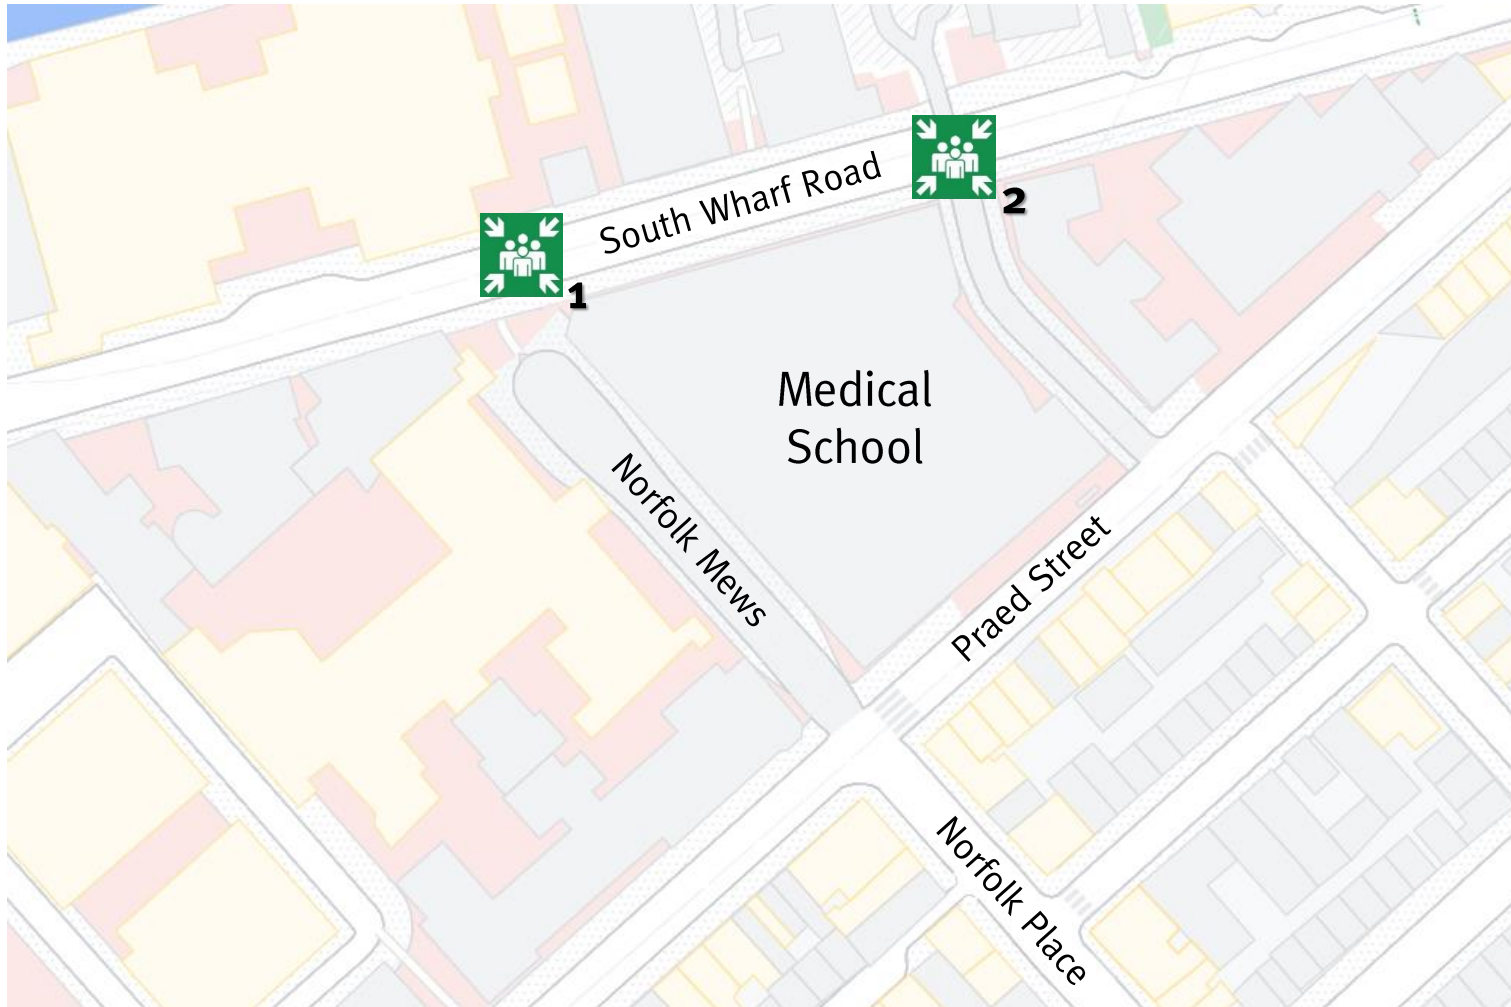 South Wharf Road
2
1
Medical
School
Norfolk Mews
Praed Street
Norfolk Place